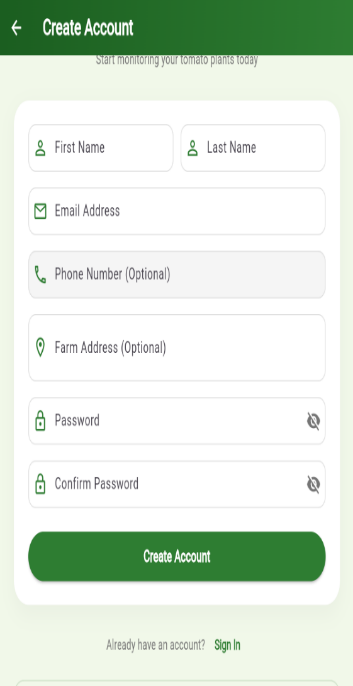 Create Account
Start monitoring your tomato plants today
First Name
Last Name
Email Address
Phone Number (Optional)
Farm Address (Optional)
Password
Confirm Password
Create Account
Already have an account? Sign In